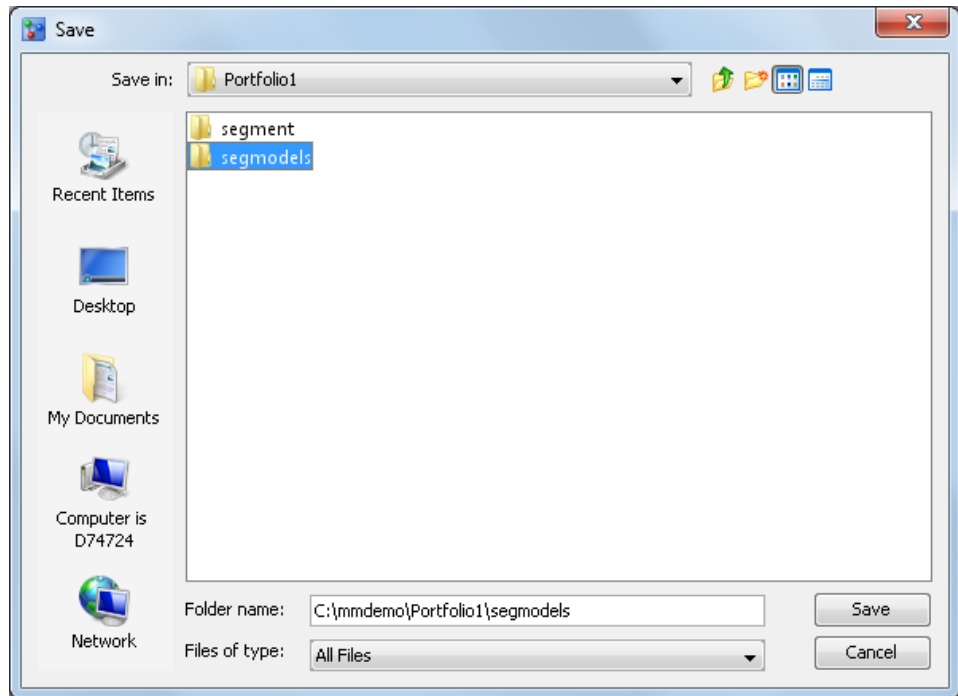 Save
Save in: Portfolio1
segment
segmodels
Recent Items
Desktop
My Documents
Computer is
D74724
Network
Folder name: C:\mmdemo\Portfolio1\segmodels Save
Files of type: All Files Cancel